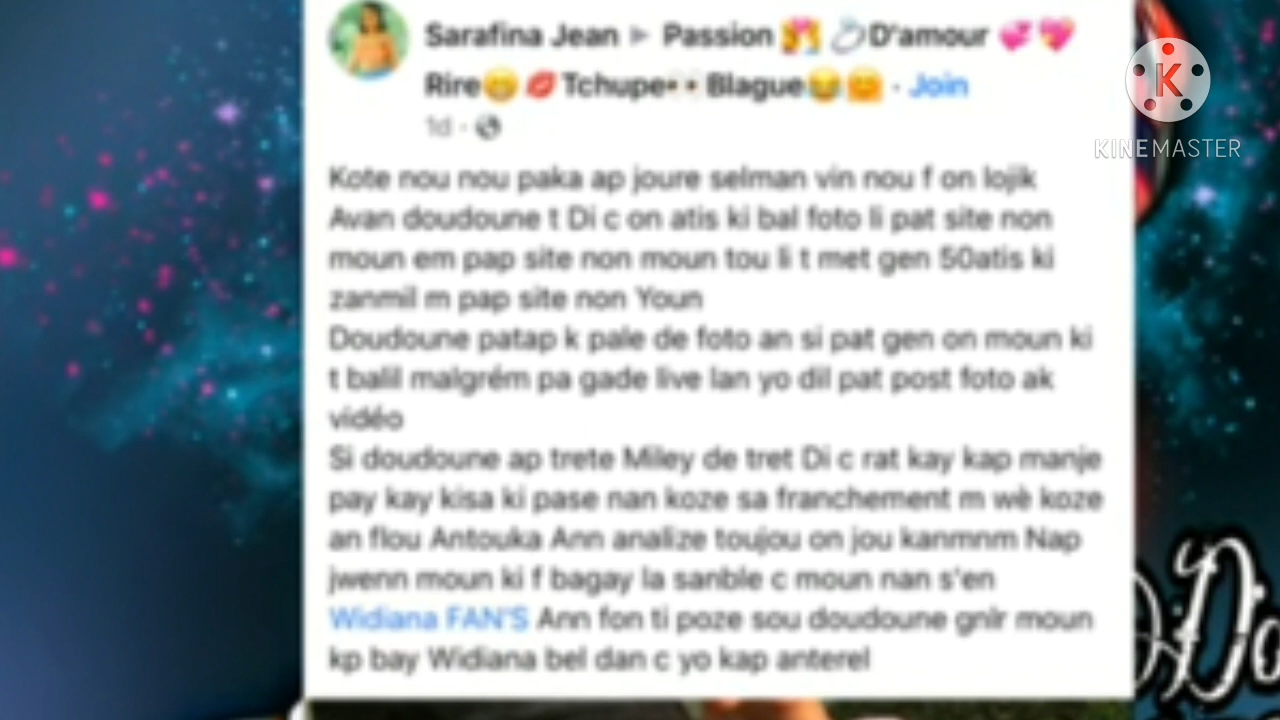 Sarafina Jean ▶ Passion 💏 💍D'amour 💞💖
Rire😁💋Tchupe👀Blague😂🤗 · Join
1d ·
KINEMASTER
Kote nou nou paka ap joure selman vin nou f on lojik
Avan doudoune t Di c on atis ki bal foto li pat site non
moun em pap site non moun tou li t met gen 50atis ki
zanmil m pap site non Youn
Doudoune patap k pale de foto an si pat gen on moun ki
t balil malgrém pa gade live lan yo dil pat post foto ak
vidéo
Si doudoune ap trete Miley de tret Di c rat kay kap manje
pay kay kisa ki pase nan koze sa franchement m wè koze
an flou Antouka Ann analize toujou on jou kanmnm Nap
jwenn moun ki f bagay la sanble c moun nan s'en
Widiana FAN'S Ann fon ti poze sou doudoune gnlr moun
kp bay Widiana bel dan c yo kap anterel